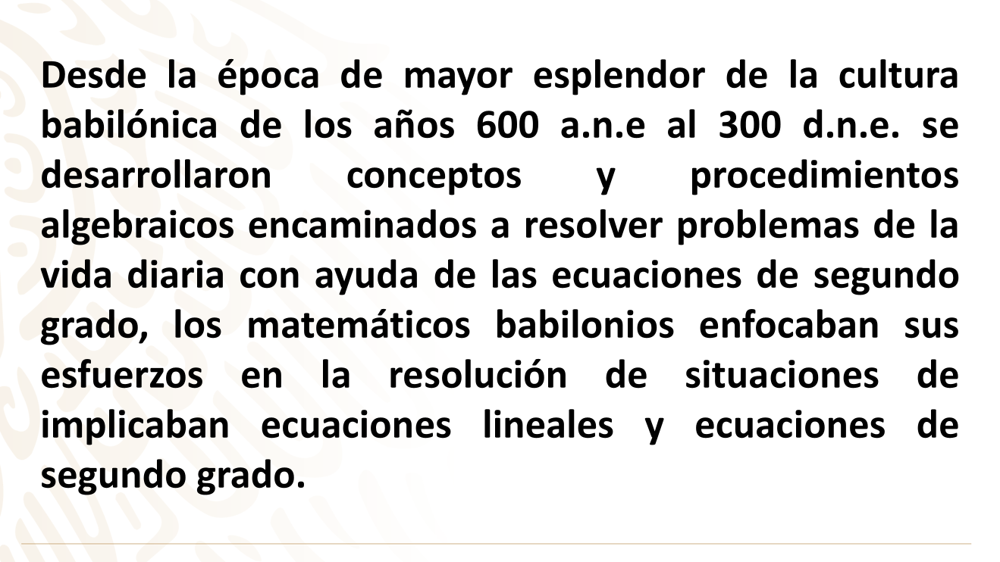 Desde la época de mayor esplendor de la cultura
babilónica de los años 600 a.n.e al 300 d.n.e. se
desarrollaron conceptos y procedimientos
algebraicos encaminados a resolver problemas de la
vida diaria con ayuda de las ecuaciones de segundo
grado, los matemáticos babilonios enfocaban sus
esfuerzos en la resolución de situaciones de
implicaban ecuaciones lineales y ecuaciones de
segundo grado.